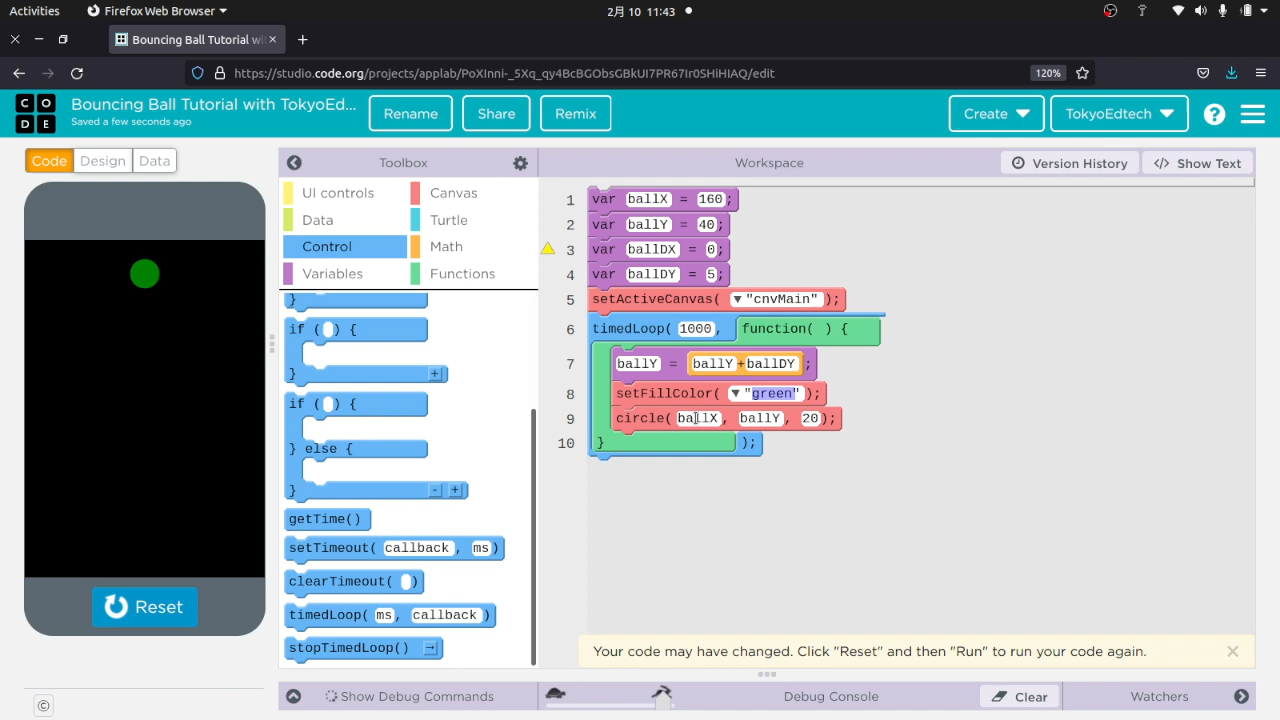 Activities
Firefox Web Browser
2月 10 11:43
Bouncing Ball Tutorial wi
https://studio.code.org/projects/applab/PoXInni-_5Xq_qy4BcBGObsGBkUI7PR67Ir0SHiHIAQ/edit
120%
CODE
Bouncing Ball Tutorial with TokyoEd...
Saved a few seconds ago
Rename
Share
Remix
Create
TokyoEdtech
?
Code
Design
Data
Toolbox
Workspace
Version History
</> Show Text
UI controls
Canvas
Data
Turtle
Control
Math
Variables
Functions
}
if ( ) {
} +
if ( ) {
} else {
} - +
getTime()
setTimeout( callback, ms)
clearTimeout( )
timedLoop( ms, callback)
stopTimedLoop()
1 var ballX = 160;
2 var ballY = 40;
3 var ballDX = 0;
4 var ballDY = 5;
5 setActiveCanvas( "cnvMain");
6 timedLoop( 1000, function( ) {
7 ballY = ballY+ballDY;
8 setFillColor( "green");
9 circle( ballX, ballY, 20);
10 } );
Reset
Your code may have changed. Click "Reset" and then "Run" to run your code again.
©
Show Debug Commands
Debug Console
Clear
Watchers